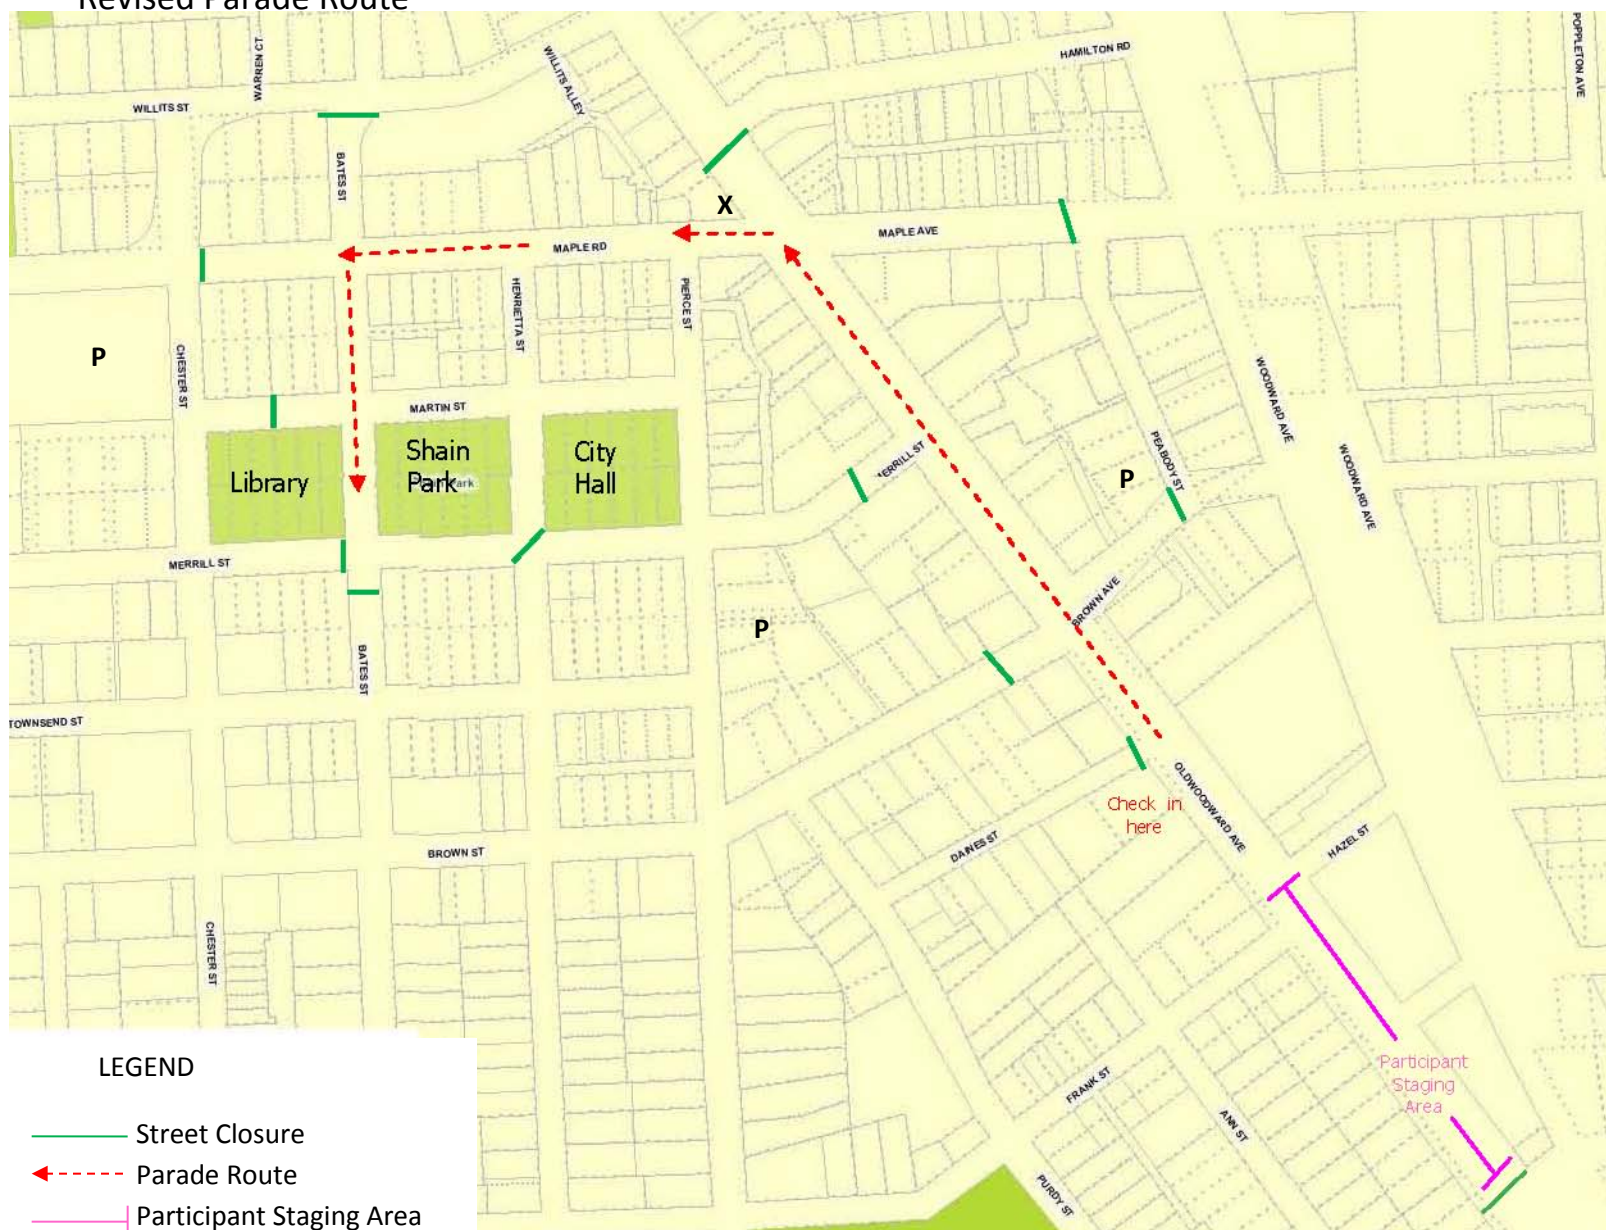 Revised Parade Route
HAMILTON RD
POPPLETON AVE
WARREN CT
WILLITS ALLEY
WILLITS ST
BATES ST
X
MAPLE AVE
MAPLE RD
HENRIETTA ST
PIERCE ST
P
CHESTER ST
WOODWARD AVE
MARTIN ST
Shain
Park
City
Hall
Library
MERRILL ST
PEABODY ST
P
WOODWARD AVE
MERRILL ST
BROWN AVE
P
BATES ST
TOWNSEND ST
OLDWOODWARD AVE
Check in
here
DAINES ST
HAZEL ST
BROWN ST
CHESTER ST
Participant
Staging
Area
FRANK ST
ANN ST
PURDY ST
LEGEND
Street Closure
Parade Route
Participant Staging Area